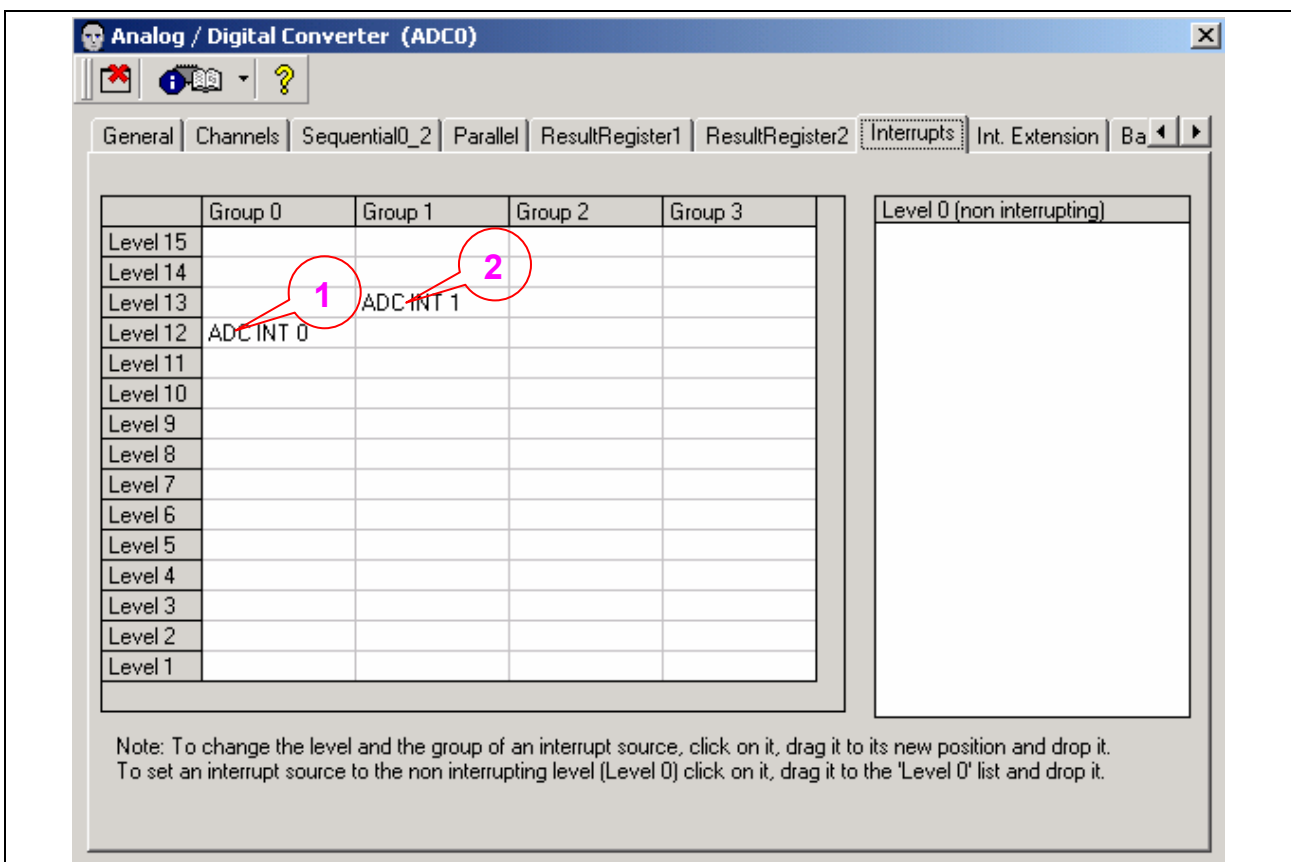 Analog / Digital Converter (ADC0)
General Channels Sequential0_2 Parallel ResultRegister1 ResultRegister2 Interrupts Int. Extension Ba
Group 0 Group 1 Group 2 Group 3
Level 0 (non interrupting)
Level 15
Level 14
2
Level 13 ADC INT 1
1
Level 12 ADC INT 0
Level 11
Level 10
Level 9
Level 8
Level 7
Level 6
Level 5
Level 4
Level 3
Level 2
Level 1
Note: To change the level and the group of an interrupt source, click on it, drag it to its new position and drop it.
To set an interrupt source to the non interrupting level (Level 0) click on it, drag it to the 'Level 0' list and drop it.